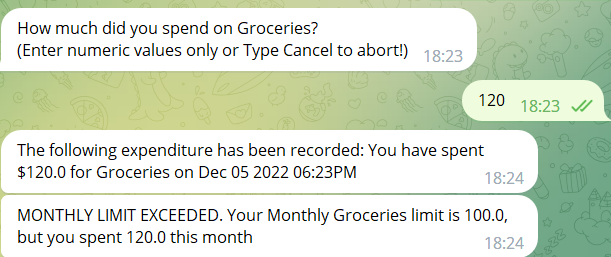 How much did you spend on Groceries?
(Enter numeric values only or Type Cancel to abort!) 18:23
120 18:23
The following expenditure has been recorded: You have spent
$120.0 for Groceries on Dec 05 2022 06:23PM
18:24
MONTHLY LIMIT EXCEEDED. Your Monthly Groceries limit is 100.0,
but you spent 120.0 this month
18:24